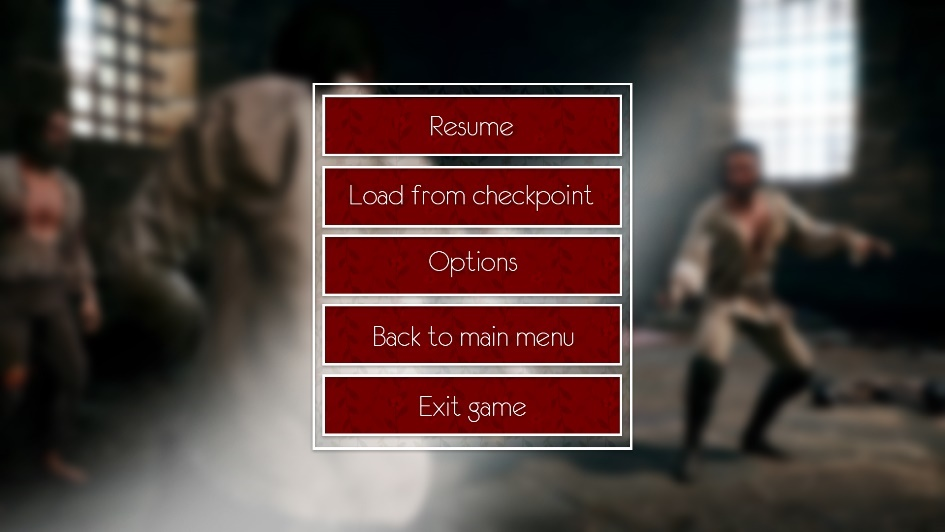 Resume
Load from checkpoint
Options
Back to main menu
Exit game